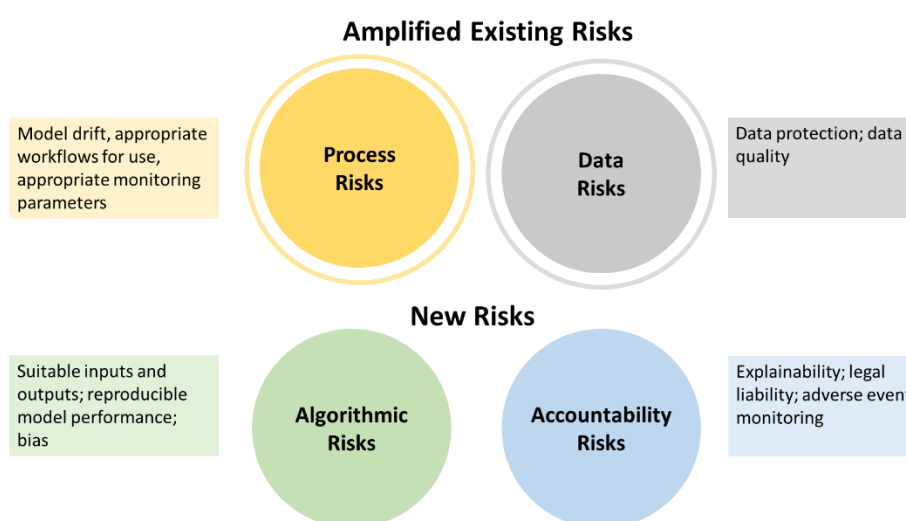 Amplified Existing Risks
Model drift, appropriate
workflows for use,
appropriate monitoring
parameters
Process
Risks
Data
Risks
Data protection; data
quality
New Risks
Suitable inputs and
outputs; reproducible
model performance;
bias
Algorithmic
Risks
Accountability
Risks
Explainability; legal
liability; adverse event
monitoring